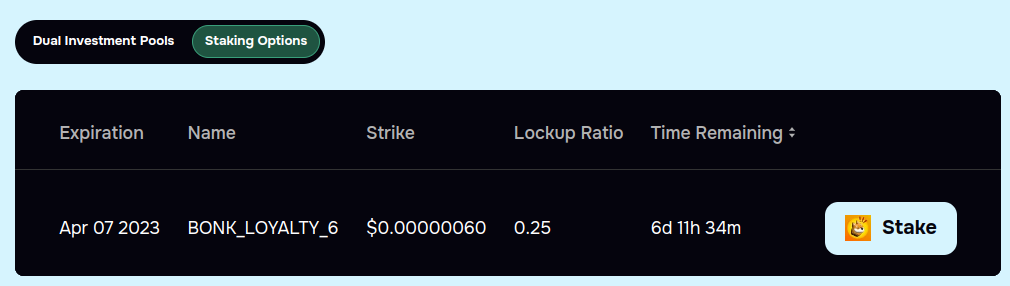 Dual Investment Pools Staking Options
Expiration Name Strike Lockup Ratio Time Remaining
Apr 07 2023 BONK_LOYALTY_6 $0.00000060 0.25 6d 11h 34m Stake